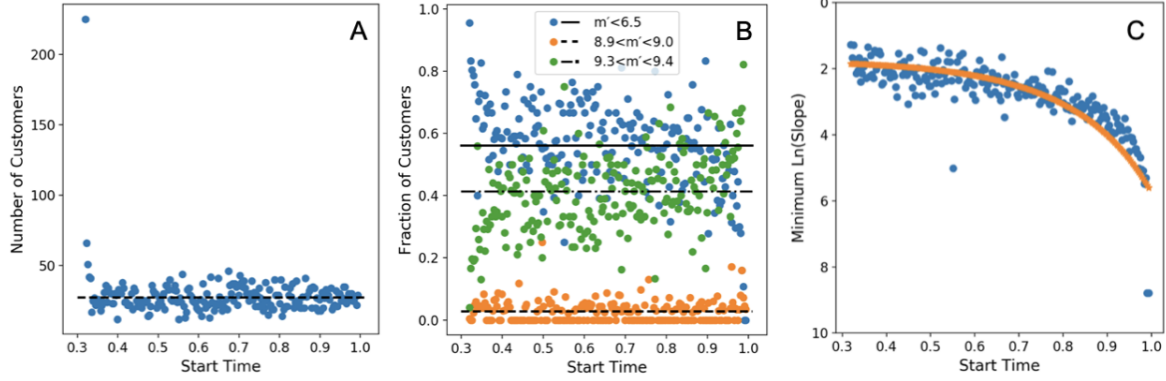 A
Number of Customers
200
150
100
50
0.3 0.4 0.5 0.6 0.7 0.8 0.9 1.0
Start Time
B
m′<6.5
8.9<m′<9.0
9.3<m′<9.4
Fraction of Customers
1.0
0.8
0.6
0.4
0.2
0.0
0.3 0.4 0.5 0.6 0.7 0.8 0.9 1.0
Start Time
C
Minimum Ln(Slope)
0
2
4
6
8
10
0.3 0.4 0.5 0.6 0.7 0.8 0.9 1.0
Start Time